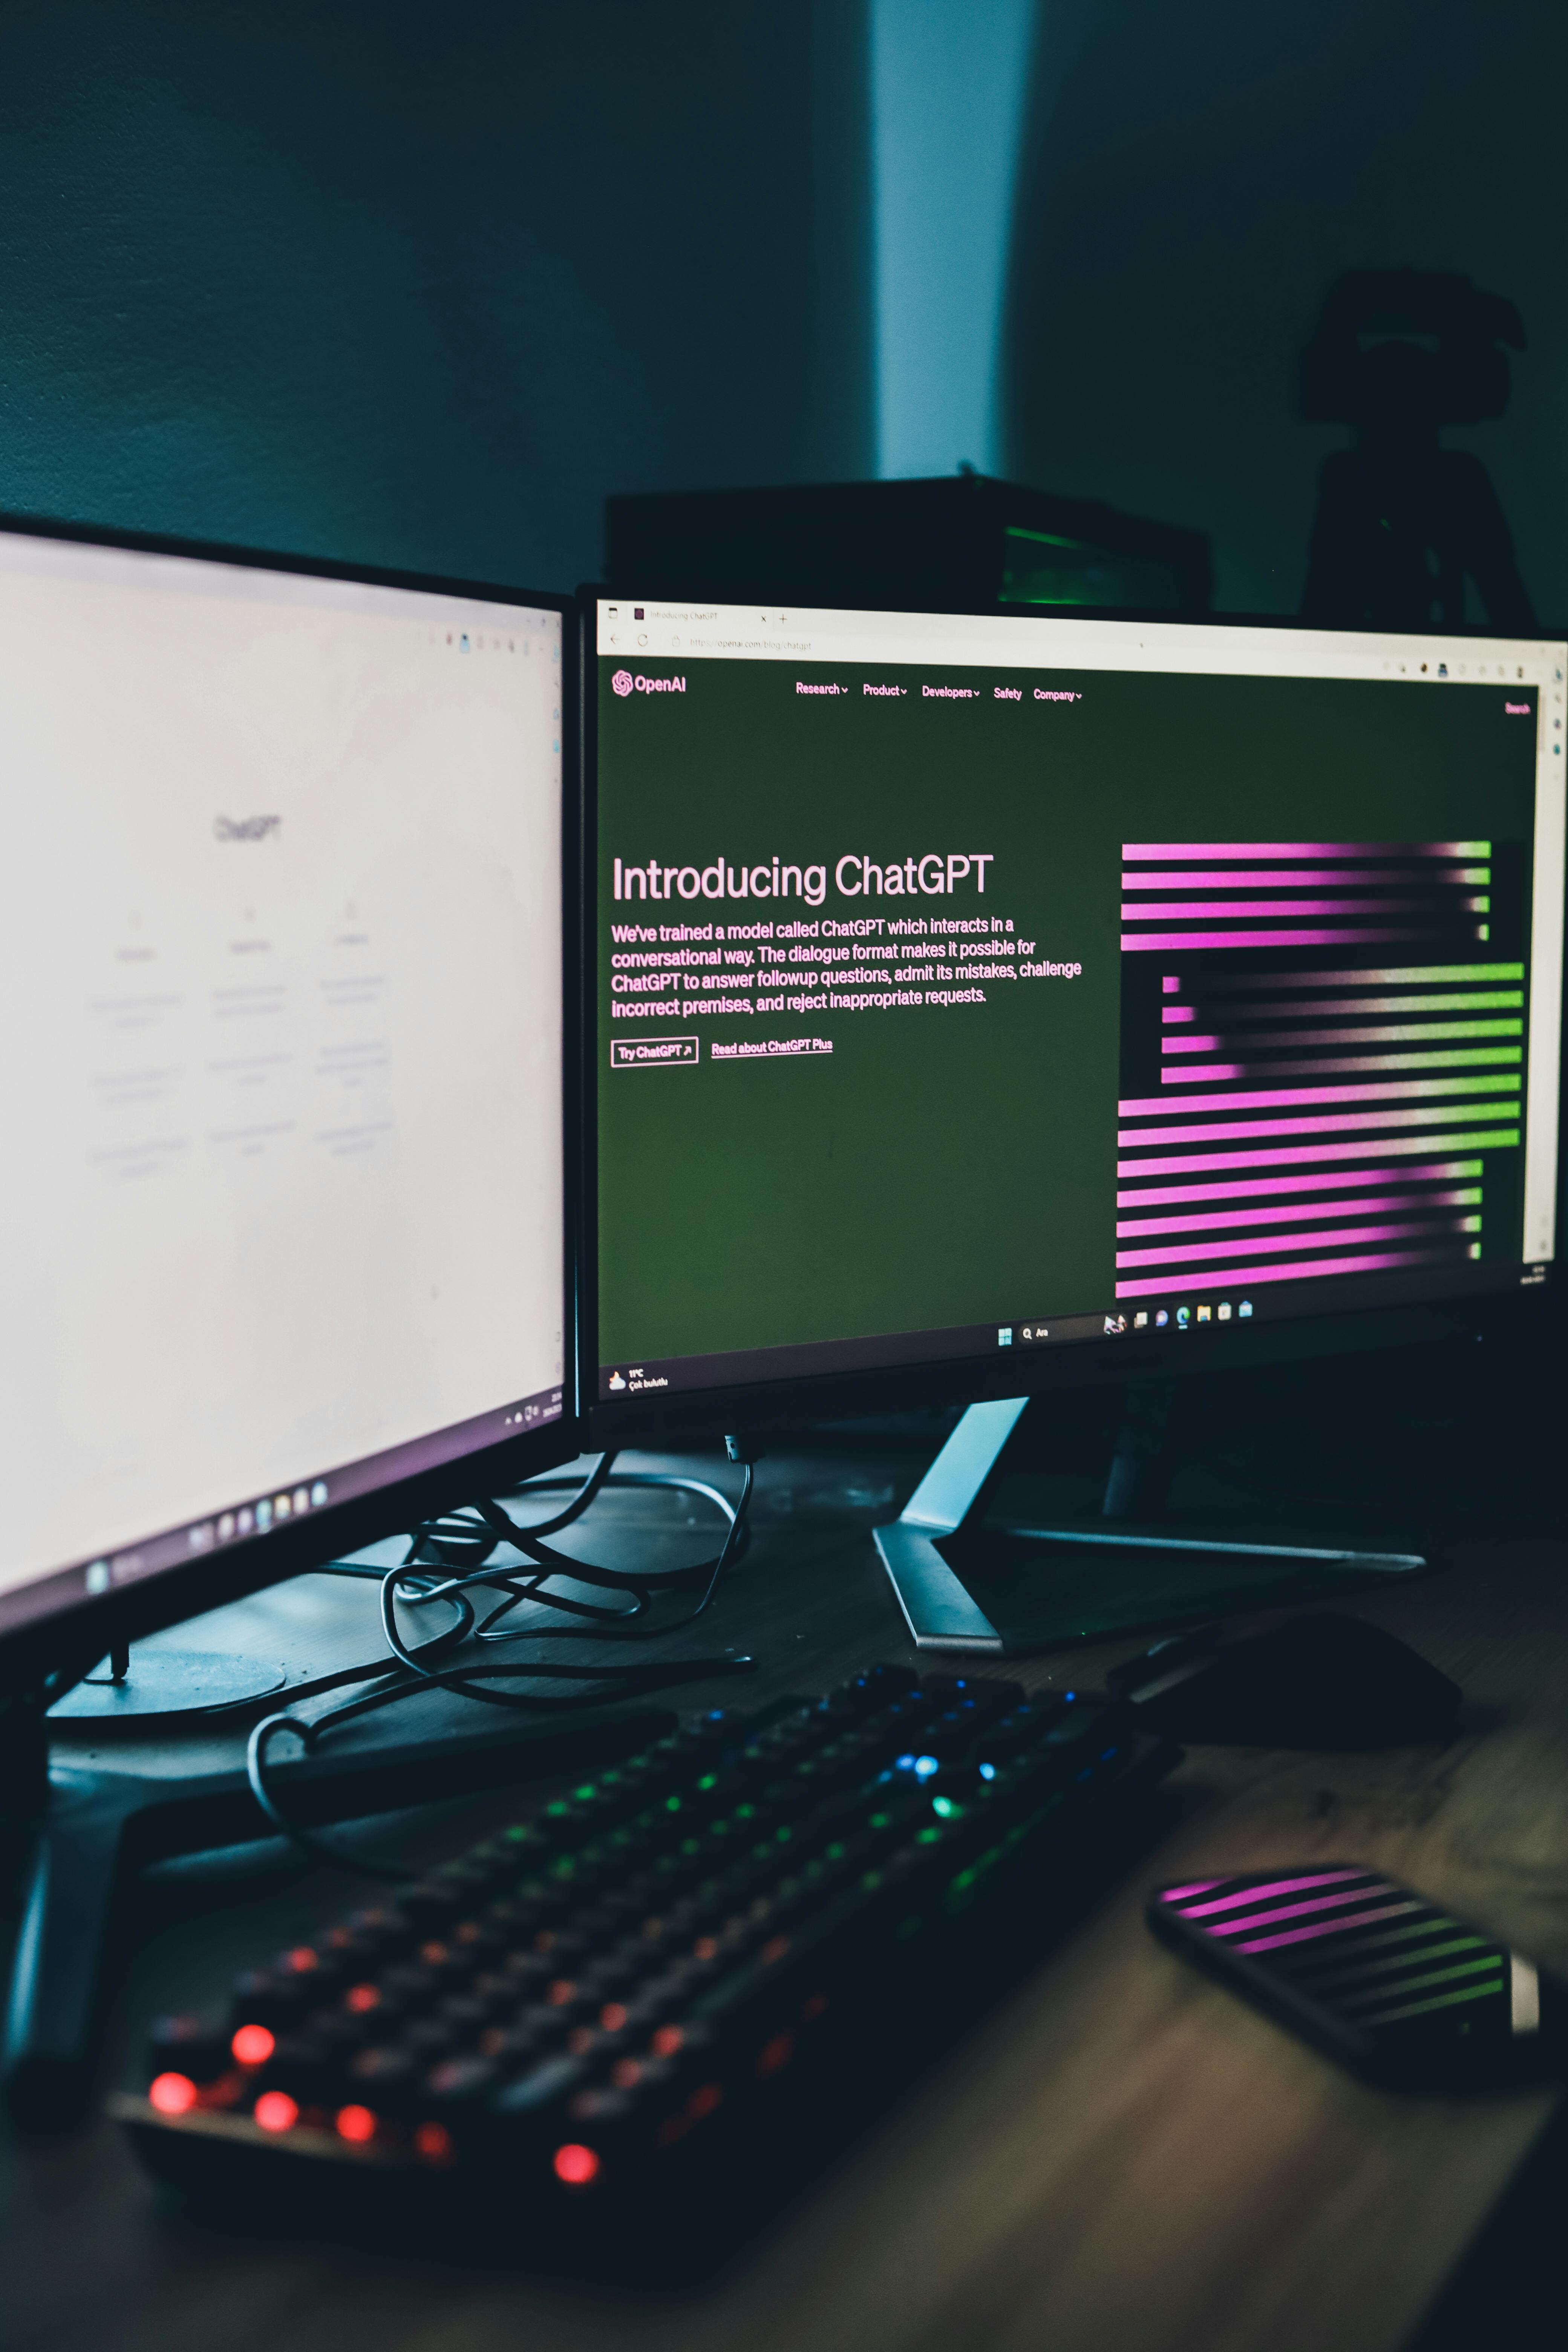 ChatGPT
Introducing ChatGPT
https://openai.com/blog/chatgpt
OpenAI
Research Product Developers Safety Company
Search
Introducing ChatGPT
We've trained a model called ChatGPT which interacts in a
conversational way. The dialogue format makes it possible for
ChatGPT to answer followup questions, admit its mistakes, challenge
incorrect premises, and reject inappropriate requests.
Try ChatGPT ↗ Read about ChatGPT Plus
Ara
11°C
Çok bulutlu